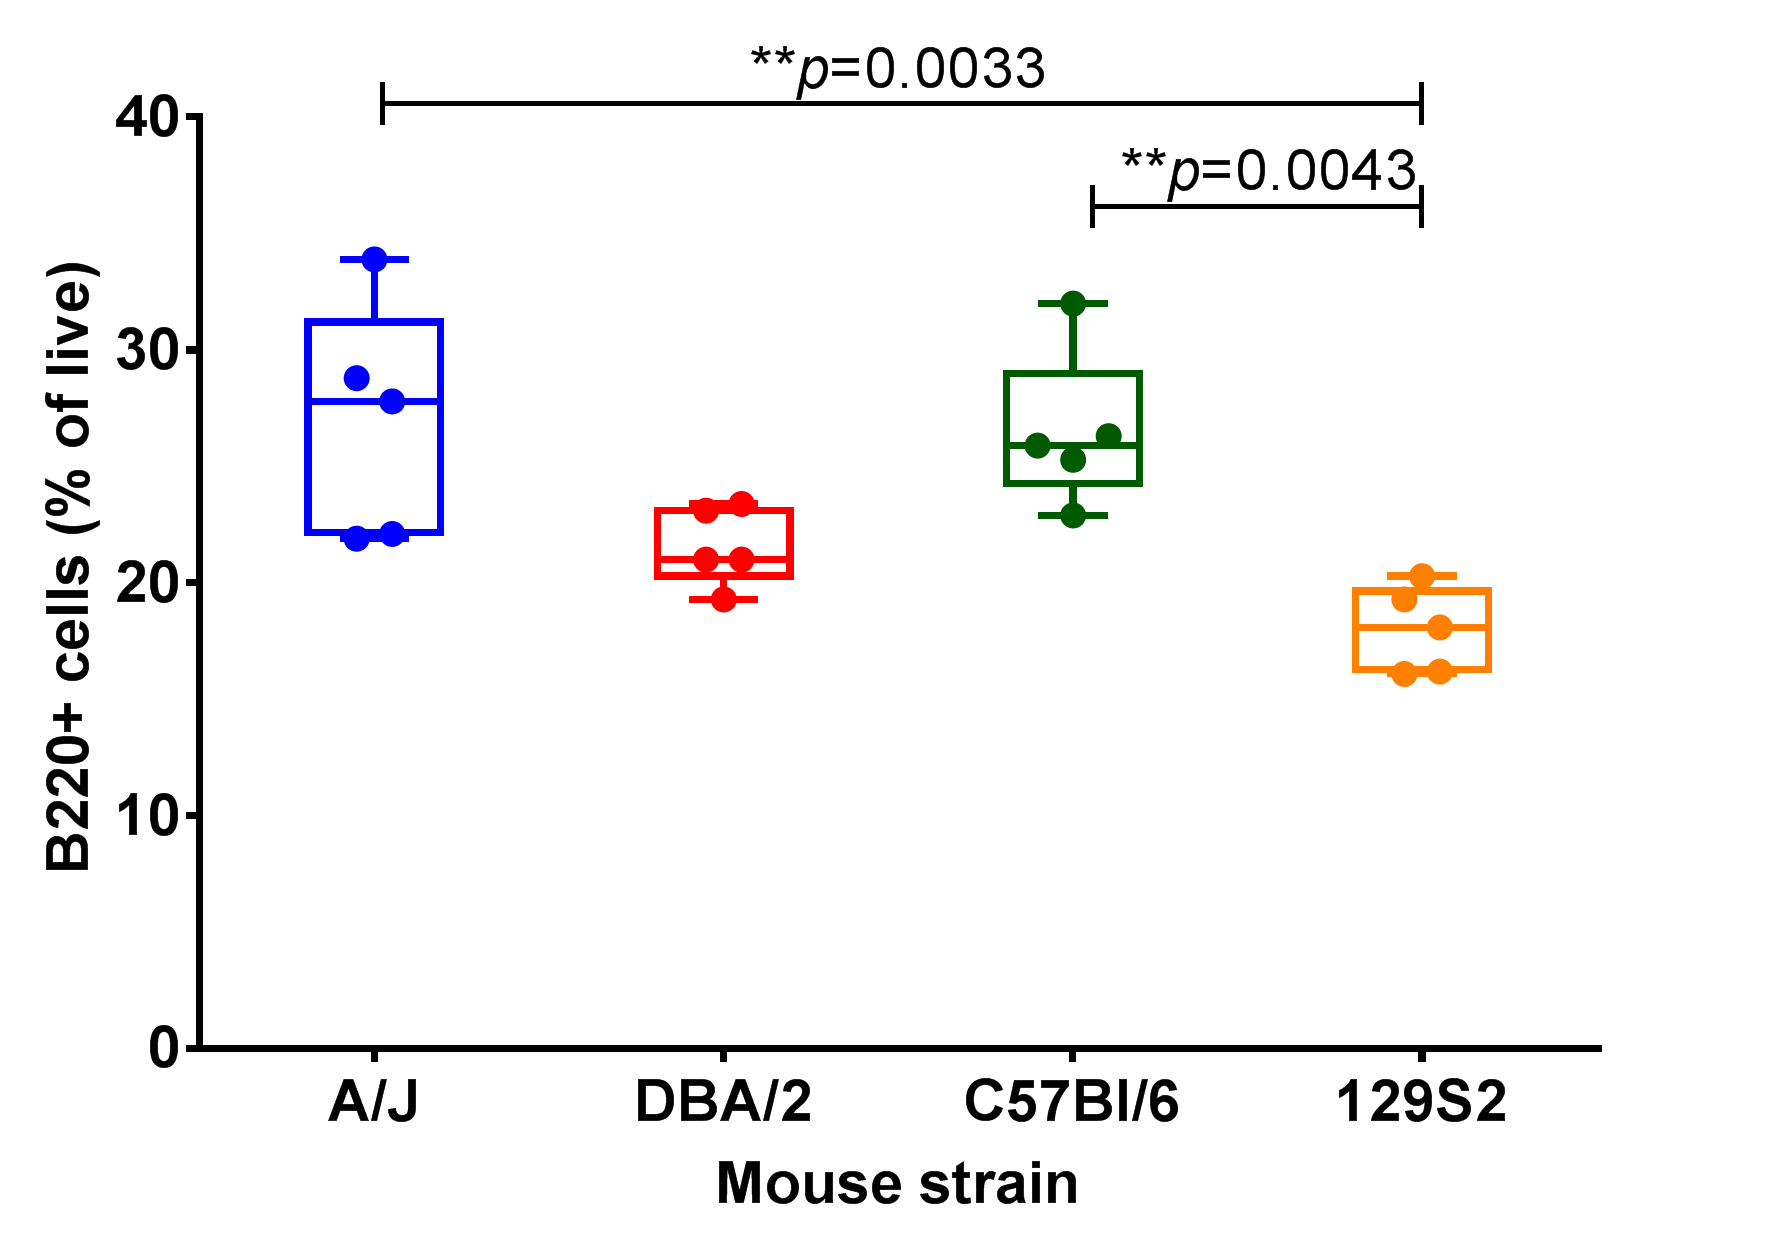 **p=0.0033
**p=0.0043
40
30
20
10
0
B220+ cells (% of live)
A/J DBA/2 C57Bl/6 129S2
Mouse strain